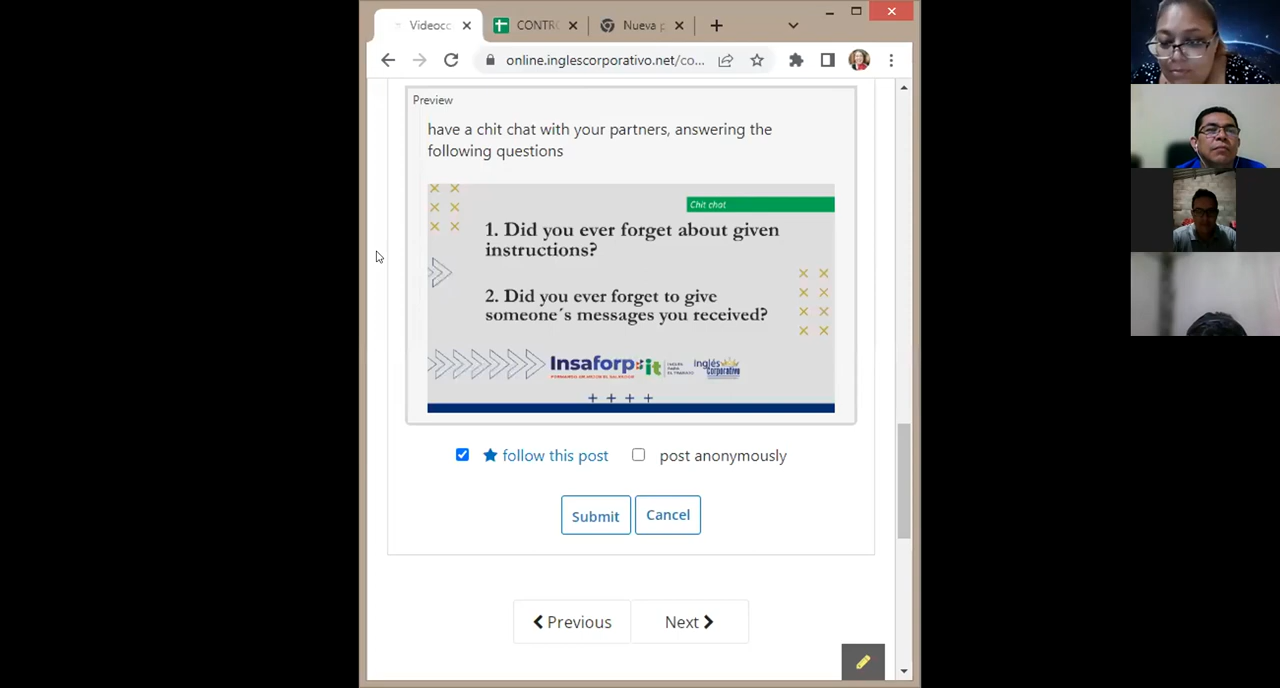 Videocc
CONTRO
Nueva p
online.inglescorporativo.net/co...
Preview
have a chit chat with your partners, answering the
following questions
Chit chat
1. Did you ever forget about given
instructions?
2. Did you ever forget to give
someone´s messages you received?
Insaforp
it
inglés
corporativo
follow this post
post anonymously
Submit
Cancel
Previous
Next